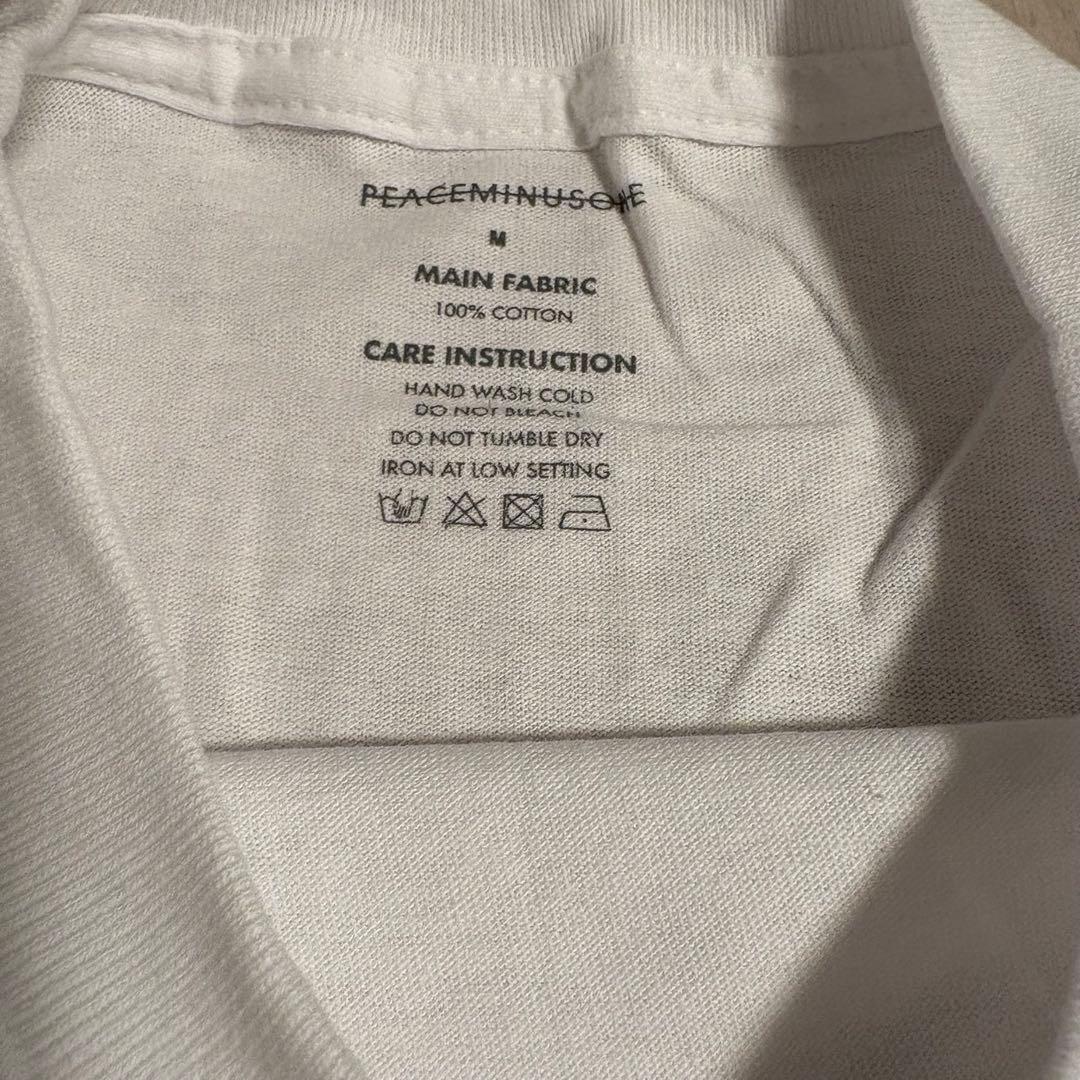 PEACEMINUSONE
M
MAIN FABRIC
100% COTTON
CARE INSTRUCTION
HAND WASH COLD
DO NOT BLEACH
DO NOT TUMBLE DRY
IRON AT LOW SETTING